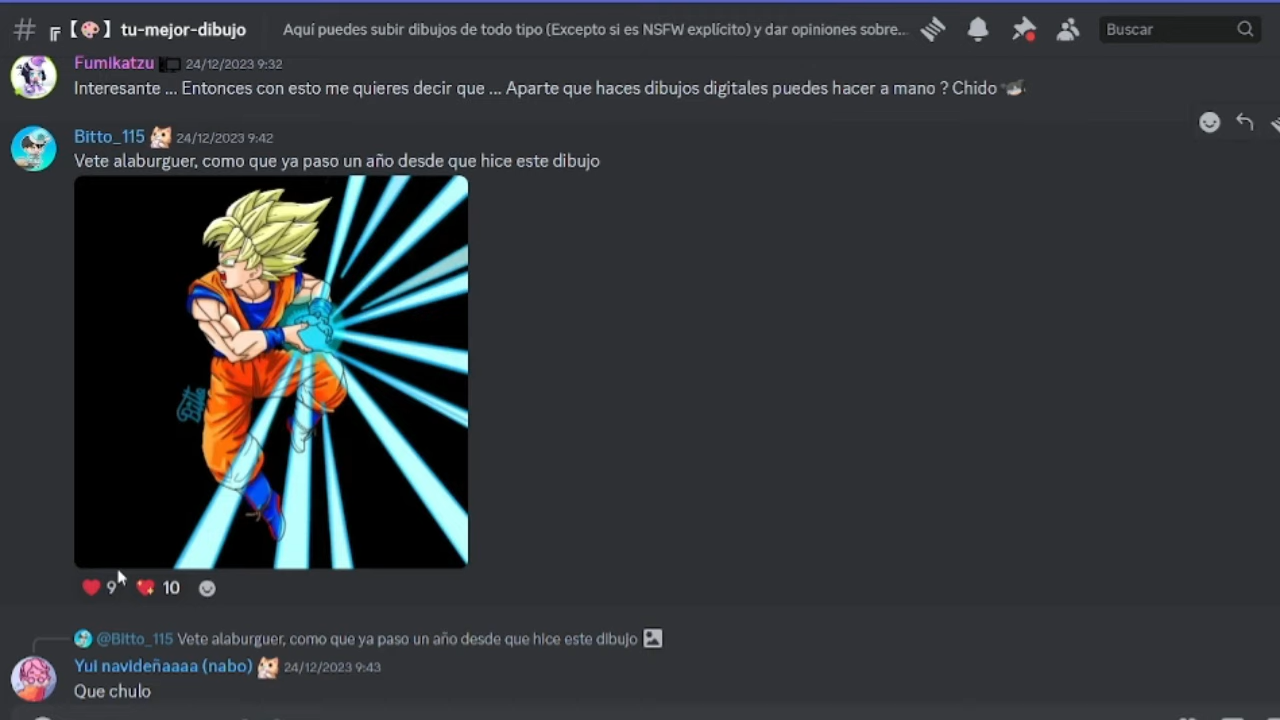 # ╔【🎨】tu-mejor-dibujo Aquí puedes subir dibujos de todo tipo (Excepto si es NSFW explícito) y dar opiniones sobre... Buscar
Fumikatzu 24/12/2023 9:32
Interesante ... Entonces con esto me quieres decir que ... Aparte que haces dibujos digitales puedes hacer a mano ? Chido
Bitto_115 24/12/2023 9:42
Vete alaburguer, como que ya paso un año desde que hice este dibujo
Bitto
9 10
@Bitto_115 Vete alaburguer, como que ya paso un año desde que hice este dibujo
Yui navideñaaaa (nabo) 24/12/2023 9:43
Que chulo